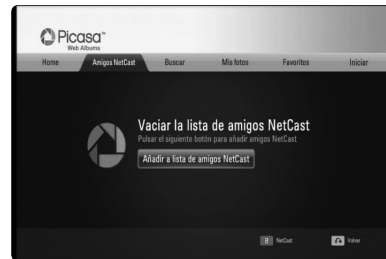 Picasa™
Web Albums
Home Amigos NetCast Buscar Mis fotos Favoritos Iniciar
Vaciar la lista de amigos NetCast
Pulsar el siguiente botón para añadir amigos NetCast
Añadir a lista de amigos NetCast
NetCast Volver